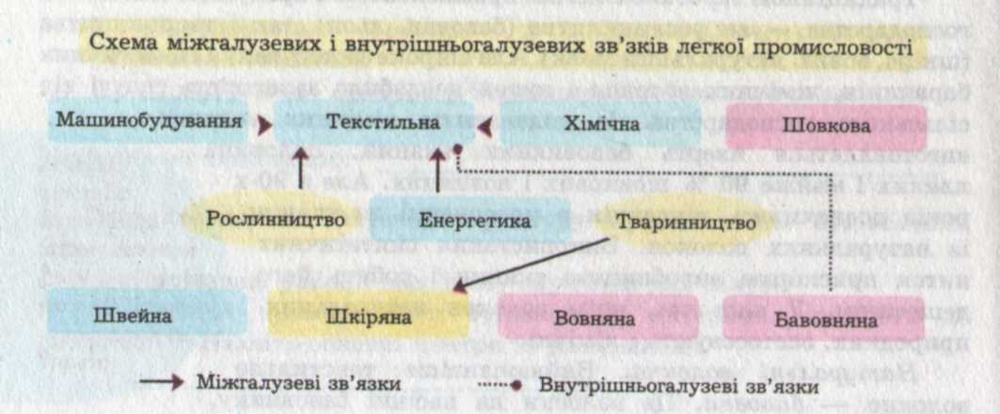 Схема міжгалузевих і внутрішньогалузевих зв’язків легкої промисловості
Машинобудування Текстильна Хімічна Шовкова
Рослинництво Енергетика Тваринництво
Швейна Шкіряна Вовняна Бавовняна
Міжгалузеві зв’язки Внутрішньогалузеві зв’язки